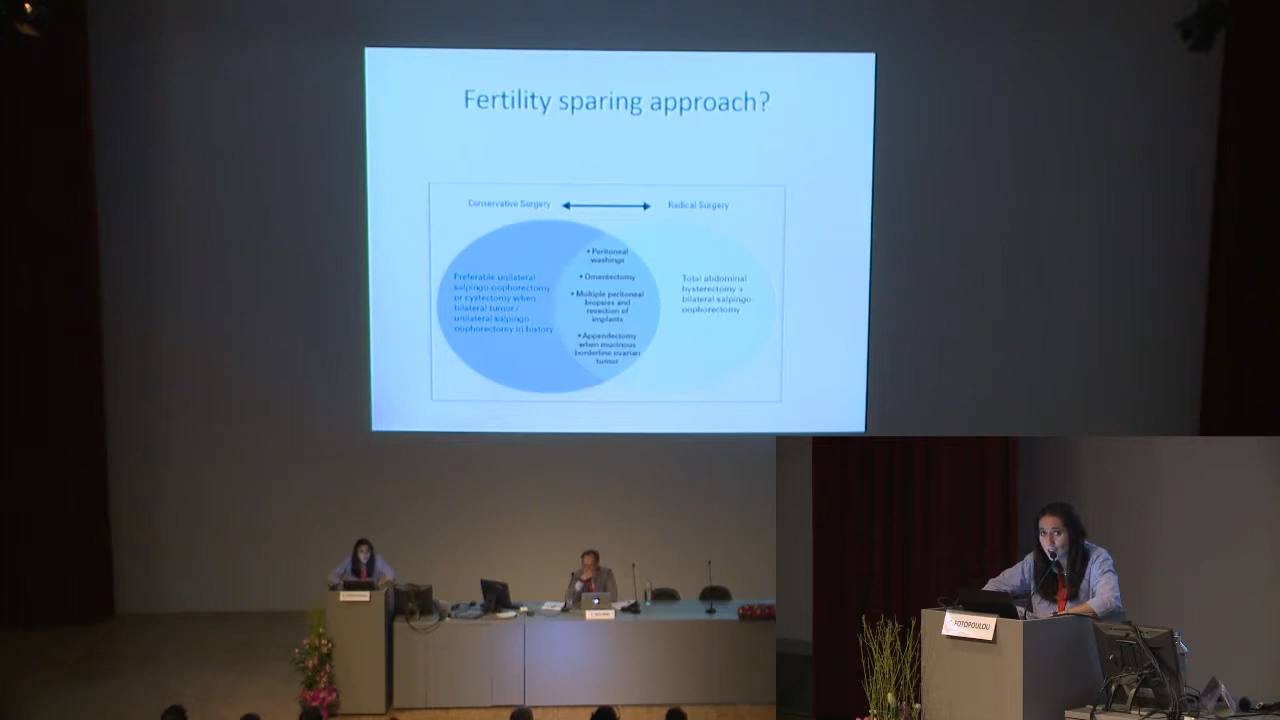 Fertility sparing approach?
Conservative Surgery
Radical Surgery
Preferable unilateral
salpingo-oophorectomy
or cystectomy when
bilateral tumor /
unilateral salpingo
oophorectomy in history
• Peritoneal
washings
• Omentectomy
• Multiple peritoneal
biopsies and
resection of
implants
• Appendectomy
when mucinous
borderline ovarian
tumor
Total abdominal
hysterectomy +
bilateral salpingo-
oophorectomy
FOTOPOULOU